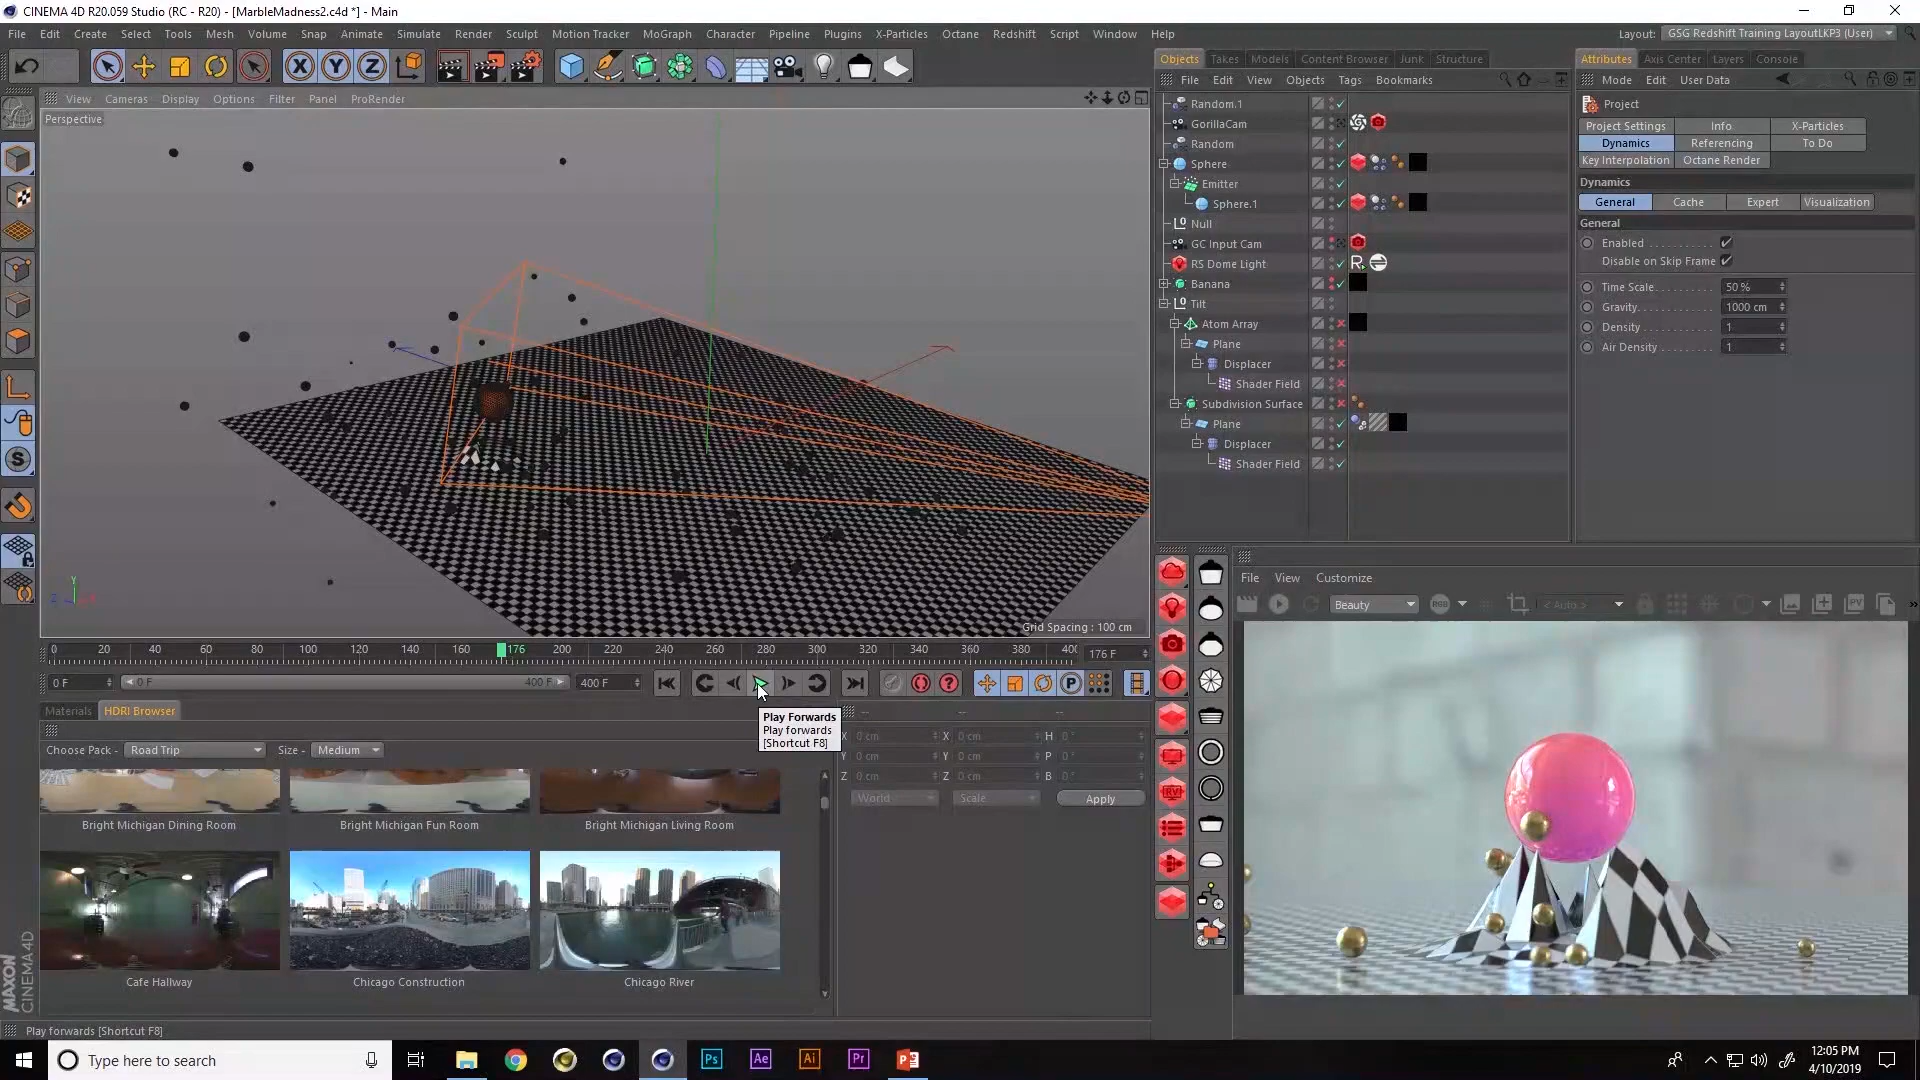 CINEMA 4D R20.059 Studio (RC - R20) - [MarbleMadness2.c4d *] - Main
File Edit Create Select Tools Mesh Volume Snap Animate Simulate Render Sculpt Motion Tracker MoGraph Character Pipeline Plugins X-Particles Octane Redshift Script Window Help Layout: GSG Redshift Training LayoutLKP3 (User)
Objects Takes Models Content Browser Junk Structure
Attributes Axis Center Layers Console
File Edit View Objects Tags Bookmarks
Mode Edit User Data
View Cameras Display Options Filter Panel ProRender
Perspective
Random.1
GorillaCam
Random
Sphere
Emitter
Sphere.1
Null
GC Input Cam
RS Dome Light
Banana
Tilt
Atom Array
Plane
Displacer
Shader Field
Subdivision Surface
Plane
Displacer
Shader Field
Project
Project Settings Info X-Particles
Dynamics Referencing To Do
Key Interpolation Octane Render
Dynamics
General Cache Expert Visualization
General
Enabled
Disable on Skip Frame
Time Scale 50 %
Gravity 1000 cm
Density 1
Air Density 1
Grid Spacing : 100 cm
0 20 40 60 80 100 120 140 160 176 200 220 240 260 280 300 320 340 360 380 40 176 F
0 F 0 F 400 F 400 F
Materials HDRI Browser
Play Forwards
Play forwards
[Shortcut F8]
Choose Pack - Road Trip Size - Medium
Bright Michigan Dining Room Bright Michigan Fun Room Bright Michigan Living Room
Cafe Hallway Chicago Construction Chicago River
X 0 cm X 0 cm H 0 °
Y 0 cm Y 0 cm P 0 °
Z 0 cm Z 0 cm B 0 °
World Scale Apply
File View Customize
Beauty RGB < Auto > PV
RV
MAXON
CINEMA 4D
Play forwards [Shortcut F8]
Type here to search
Ps Ae Ai Pr
12:05 PM
4/10/2019